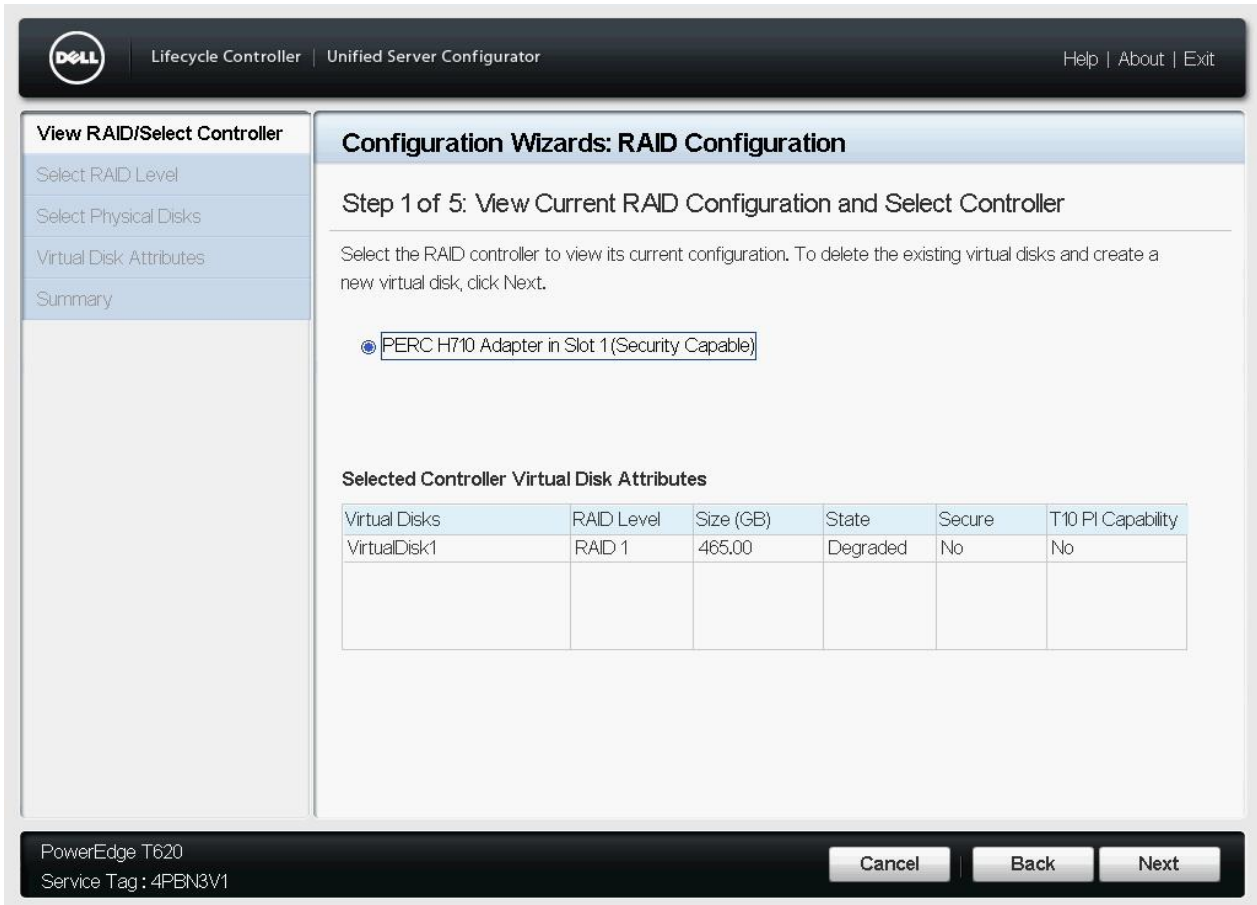 DELL
Lifecycle Controller | Unified Server Configurator
Help | About | Exit
View RAID/Select Controller
Select RAID Level
Select Physical Disks
Virtual Disk Attributes
Summary
Configuration Wizards: RAID Configuration
Step 1 of 5: View Current RAID Configuration and Select Controller
Select the RAID controller to view its current configuration. To delete the existing virtual disks and create a
new virtual disk, click Next.
PERC H710 Adapter in Slot 1 (Security Capable)
Selected Controller Virtual Disk Attributes
Virtual Disks RAID Level Size (GB) State Secure T10 PI Capability
VirtualDisk1 RAID 1 465.00 Degraded No No
PowerEdge T620
Service Tag : 4PBN3V1
Cancel Back Next